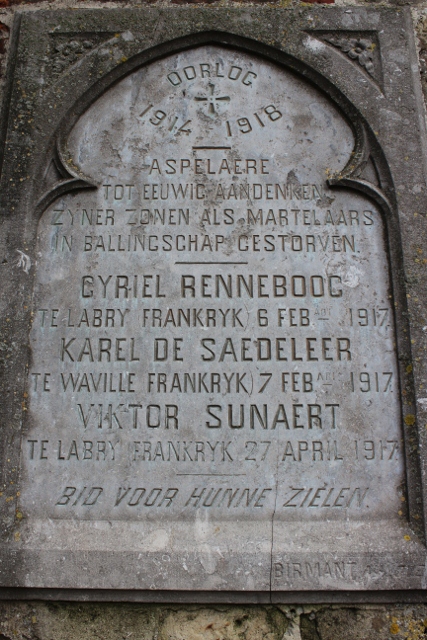 OORLOG
1914 1918
ASPELAERE
TOT EEUWIG AANDENKEN
ZYNER ZONEN ALS MARTELAARS
IN BALLINGSCHAP GESTORVEN.
CYRIEL RENNEBOOG
TE LABRY (FRANKRYK) 6 FEB. 1917.
KAREL DE SAEDELEER
TE WAVILLE (FRANKRYK) 7 FEB. 1917.
VIKTOR SUNAERT
TE LABRY (FRANKRYK. 27 APRIL 1917.
BID VOOR HUNNE ZIELEN.
BIRMANT